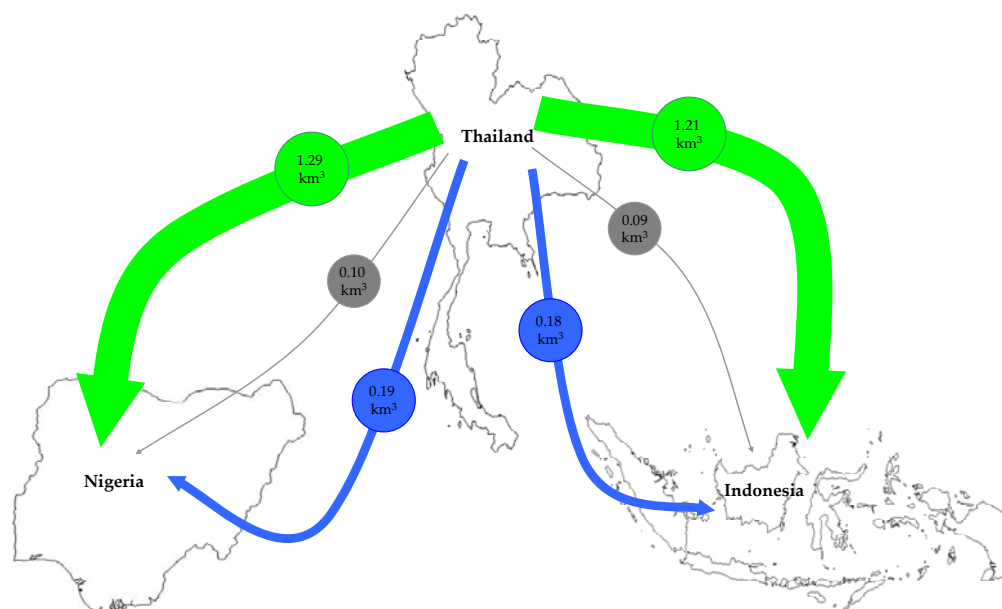 Thailand
1.29
km³
1.21
km³
0.10
km³
0.09
km³
0.19
km³
0.18
km³
Nigeria
Indonesia